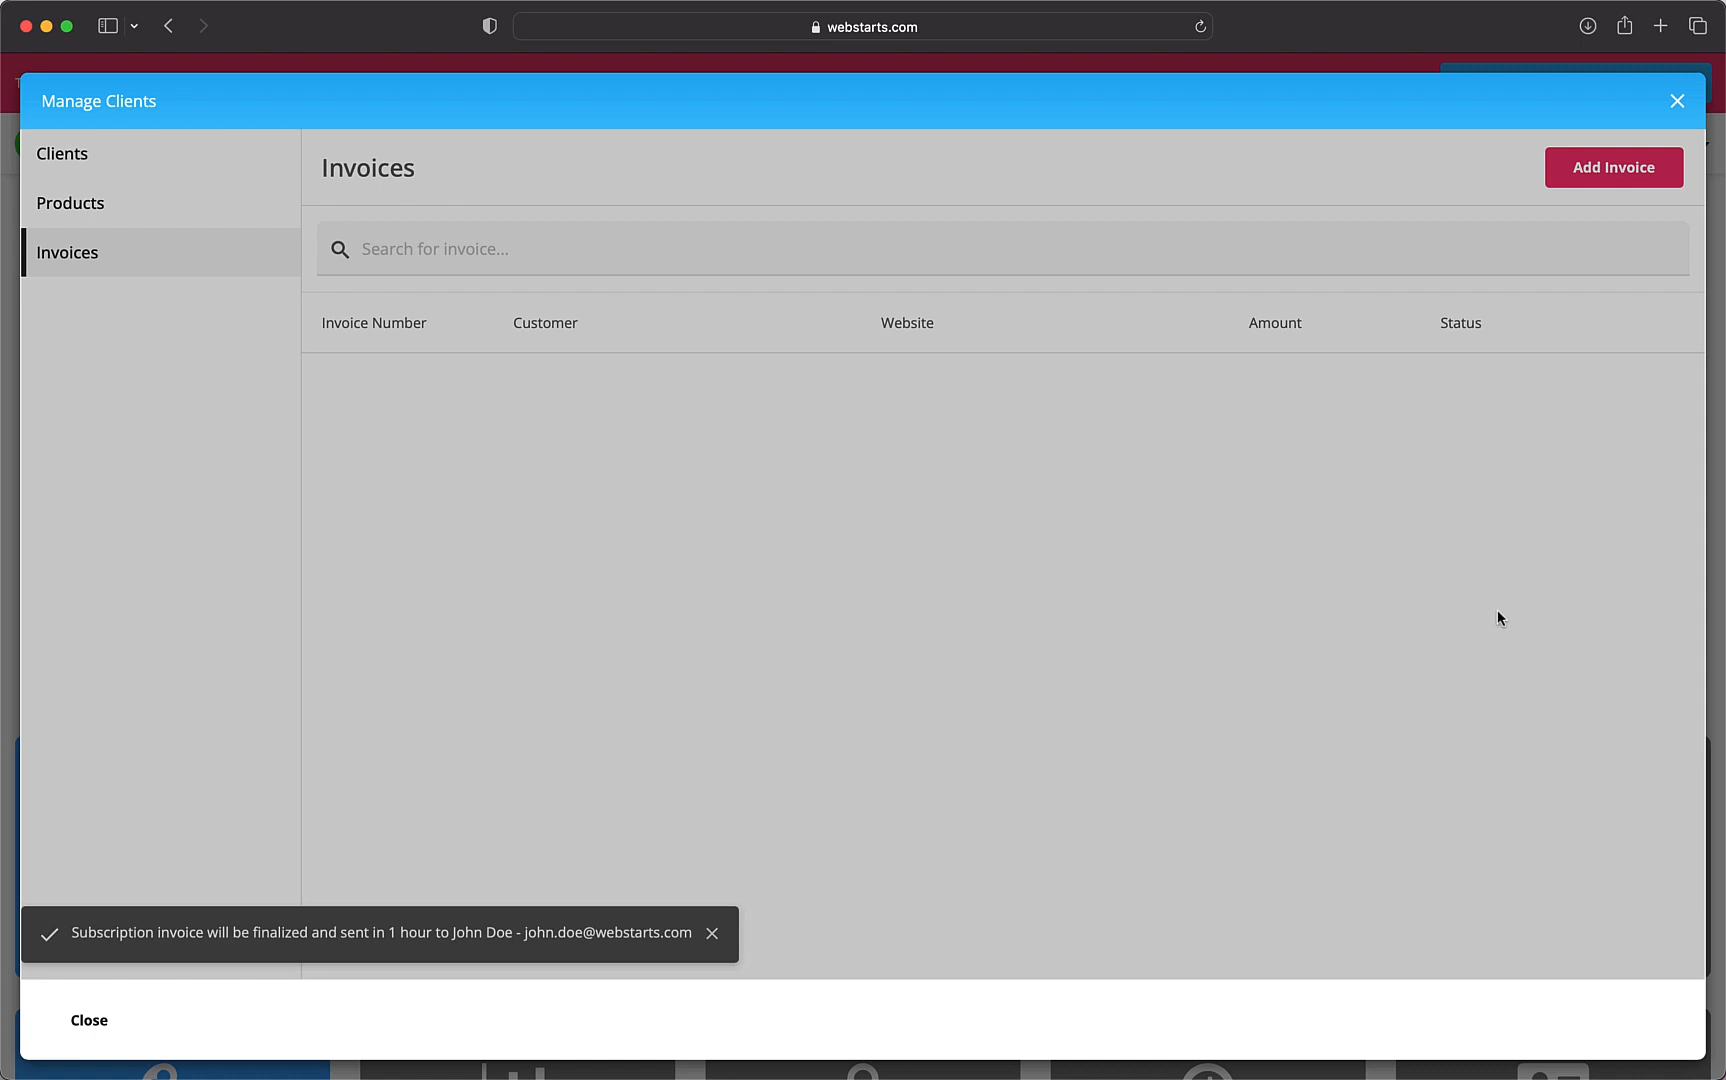 webstarts.com
Manage Clients
Clients
Products
Invoices
Invoices
Add Invoice
Search for invoice...
Invoice Number Customer Website Amount Status
Subscription invoice will be finalized and sent in 1 hour to John Doe - john.doe@webstarts.com
Close